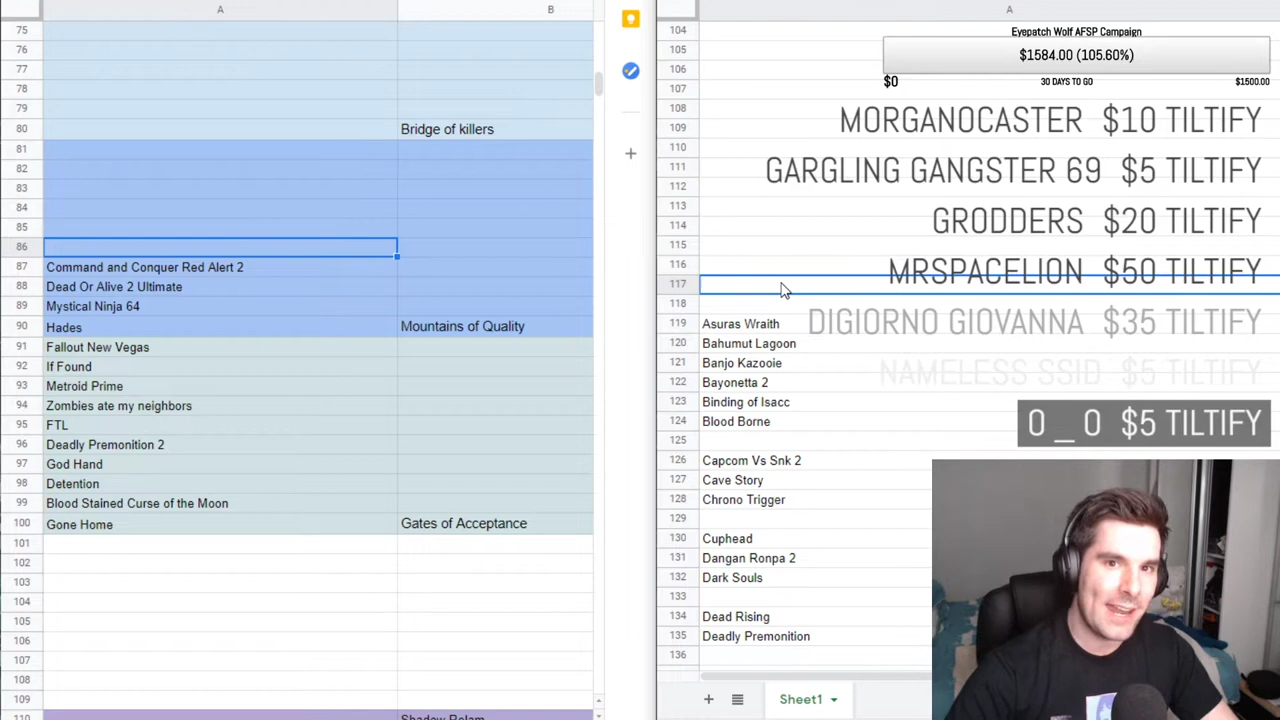 A
B
75
76
77
78
79
80 Bridge of killers
81
82
83
84
85
86
87 Command and Conquer Red Alert 2
88 Dead Or Alive 2 Ultimate
89 Mystical Ninja 64
90 Hades Mountains of Quality
91 Fallout New Vegas
92 If Found
93 Metroid Prime
94 Zombies ate my neighbors
95 FTL
96 Deadly Premonition 2
97 God Hand
98 Detention
99 Blood Stained Curse of the Moon
100 Gone Home Gates of Acceptance
101
102
103
104
105
106
107
108
109
110 Shadow Relam
A
104
105
106
107
108
109
110
111
112
113
114
115
116
117
118
119 Asuras Wraith
120 Bahumut Lagoon
121 Banjo Kazooie
122 Bayonetta 2
123 Binding of Isacc
124 Blood Borne
125
126 Capcom Vs Snk 2
127 Cave Story
128 Chrono Trigger
129
130 Cuphead
131 Dangan Ronpa 2
132 Dark Souls
133
134 Dead Rising
135 Deadly Premonition
136
Sheet1
Eyepatch Wolf AFSP Campaign
$1584.00 (105.60%)
$0 30 DAYS TO GO $1500.00
MORGANOCASTER $10 TILTIFY
GARGLING GANGSTER 69 $5 TILTIFY
GRODDERS $20 TILTIFY
MRSPACELION $50 TILTIFY
DIGIORNO GIOVANNA $35 TILTIFY
NAMELESS SSID $5 TILTIFY
0 _ 0 $5 TILTIFY